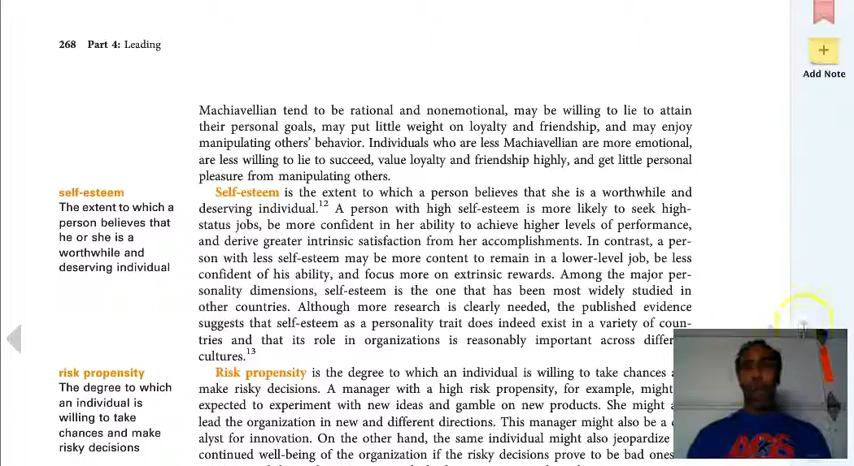 268 Part 4: Leading
Add Note
Machiavellian tend to be rational and nonemotional, may be willing to lie to attain
their personal goals, may put little weight on loyalty and friendship, and may enjoy
manipulating others' behavior. Individuals who are less Machiavellian are more emotional,
are less willing to lie to succeed, value loyalty and friendship highly, and get little personal
pleasure from manipulating others.
self-esteem
The extent to which a
person believes that
he or she is a
worthwhile and
deserving individual
Self-esteem is the extent to which a person believes that she is a worthwhile and
deserving individual.12 A person with high self-esteem is more likely to seek high-
status jobs, be more confident in her ability to achieve higher levels of performance,
and derive greater intrinsic satisfaction from her accomplishments. In contrast, a per-
son with less self-esteem may be more content to remain in a lower-level job, be less
confident of his ability, and focus more on extrinsic rewards. Among the major per-
sonality dimensions, self-esteem is the one that has been most widely studied in
other countries. Although more research is clearly needed, the published evidence
suggests that self-esteem as a personality trait does indeed exist in a variety of coun-
tries and that its role in organizations is reasonably important across differ
cultures.13
risk propensity
The degree to which
an individual is
willing to take
chances and make
risky decisions
Risk propensity is the degree to which an individual is willing to take chances
make risky decisions. A manager with a high risk propensity, for example, might
expected to experiment with new ideas and gamble on new products. She might
lead the organization in new and different directions. This manager might also be a
alyst for innovation. On the other hand, the same individual might also jeopardize
continued well-being of the organization if the risky decisions prove to be bad ones